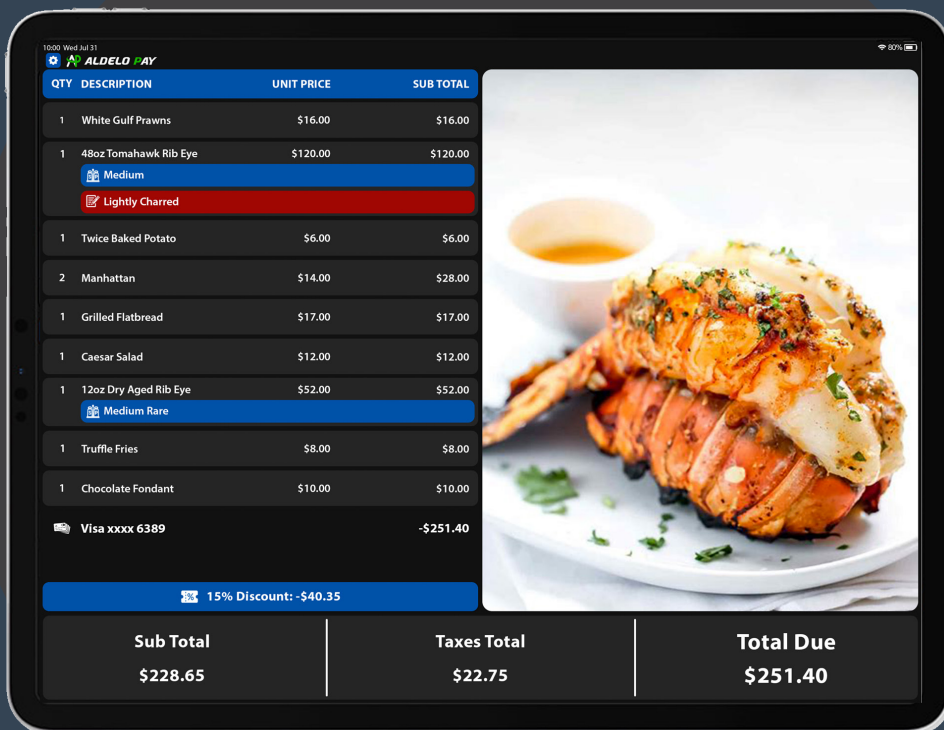 10:00 Wed Jul 31
80%
AP ALDELO PAY
QTY DESCRIPTION UNIT PRICE SUB TOTAL
1 White Gulf Prawns $16.00 $16.00
1 48oz Tomahawk Rib Eye $120.00 $120.00
Medium
Lightly Charred
1 Twice Baked Potato $6.00 $6.00
2 Manhattan $14.00 $28.00
1 Grilled Flatbread $17.00 $17.00
1 Caesar Salad $12.00 $12.00
1 12oz Dry Aged Rib Eye $52.00 $52.00
Medium Rare
1 Truffle Fries $8.00 $8.00
1 Chocolate Fondant $10.00 $10.00
Visa xxxx 6389 -$251.40
% 15% Discount: -$40.35
Sub Total Taxes Total Total Due
$228.65 $22.75 $251.40